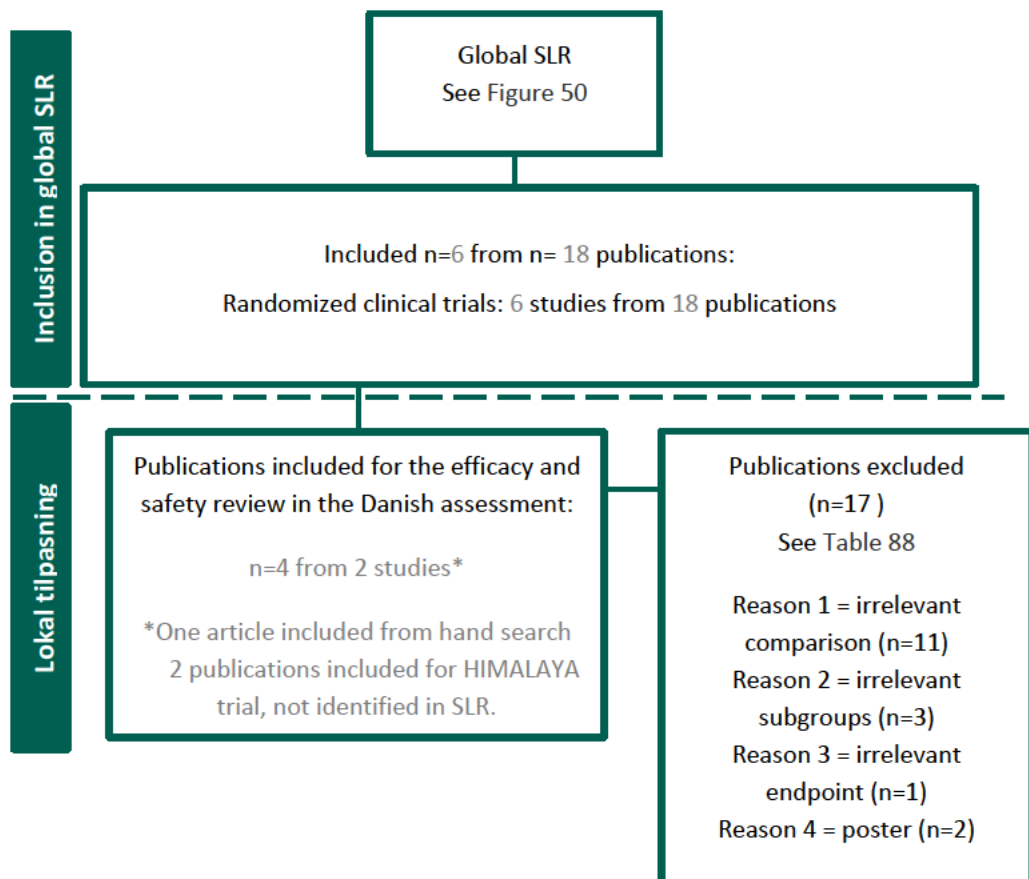 Inclusion in global SLR
Global SLR
See Figure 50
Included n=6 from n= 18 publications:
Randomized clinical trials: 6 studies from 18 publications
Lokal tilpasning
Publications included for the efficacy and
safety review in the Danish assessment:
n=4 from 2 studies*
*One article included from hand search
2 publications included for HIMALAYA
trial, not identified in SLR.
Publications excluded
(n=17 )
See Table 88
Reason 1 = irrelevant
comparison (n=11)
Reason 2 = irrelevant
subgroups (n=3)
Reason 3 = irrelevant
endpoint (n=1)
Reason 4 = poster (n=2)